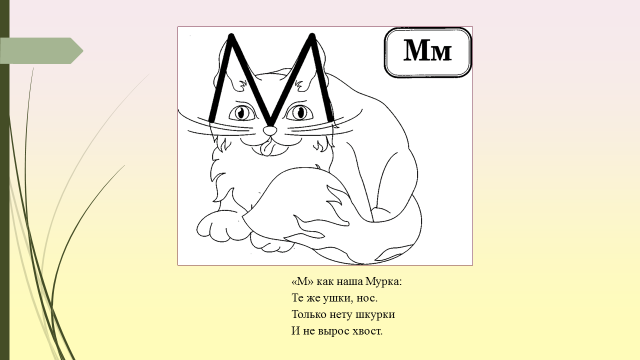 Мм
«М» как наша Мурка:
Те же ушки, нос.
Только нету шкурки
И не вырос хвост.